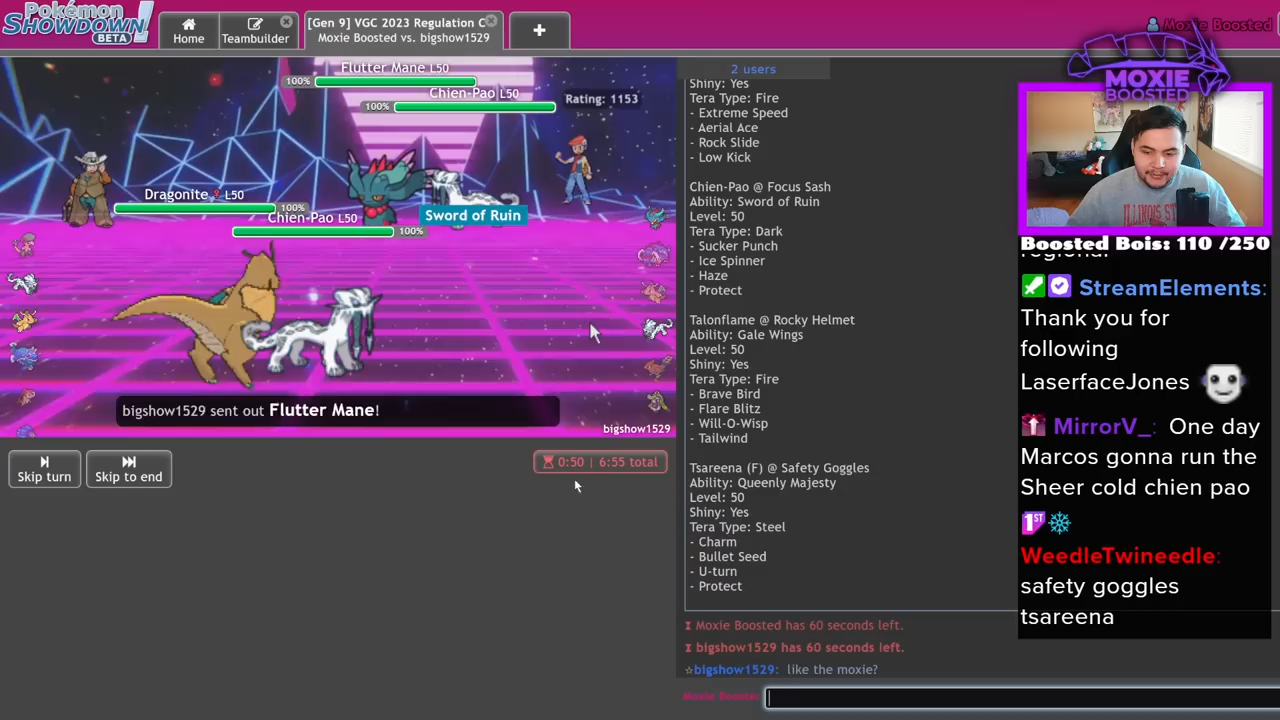 Pokémon
SHOWDOWN!
BETA
Home
Teambuilder
[Gen 9] VGC 2023 Regulation C
Moxie Boosted vs. bigshow1529
+
Moxie Boosted
Flutter Mane L50
100%
Chien-Pao L50
100%
Rating: 1153
Dragonite L50
100%
Chien-Pao L50
100%
Sword of Ruin
bigshow1529 sent out Flutter Mane!
bigshow1529
Skip turn
Skip to end
0:50 | 6:55 total
2 users
Shiny: Yes
Tera Type: Fire
- Extreme Speed
- Aerial Ace
- Rock Slide
- Low Kick
Chien-Pao @ Focus Sash
Ability: Sword of Ruin
Level: 50
Tera Type: Dark
- Sucker Punch
- Ice Spinner
- Haze
- Protect
Talonflame @ Rocky Helmet
Ability: Gale Wings
Level: 50
Shiny: Yes
Tera Type: Fire
- Brave Bird
- Flare Blitz
- Will-O-Wisp
- Tailwind
Tsareena (F) @ Safety Goggles
Ability: Queenly Majesty
Level: 50
Shiny: Yes
Tera Type: Steel
- Charm
- Bullet Seed
- U-turn
- Protect
Moxie Boosted has 60 seconds left.
bigshow1529 has 60 seconds left.
☆bigshow1529: like the moxie?
Moxie Booste
MOXIE
BOOSTED
ILLINOIS ST
Boosted Bois: 110 /250
regional.
StreamElements:
Thank you for
following
LaserfaceJones
MirrorV_: One day
Marcos gonna run the
Sheer cold chien pao
1ST
WeedleTwineedle:
safety goggles
tsareena